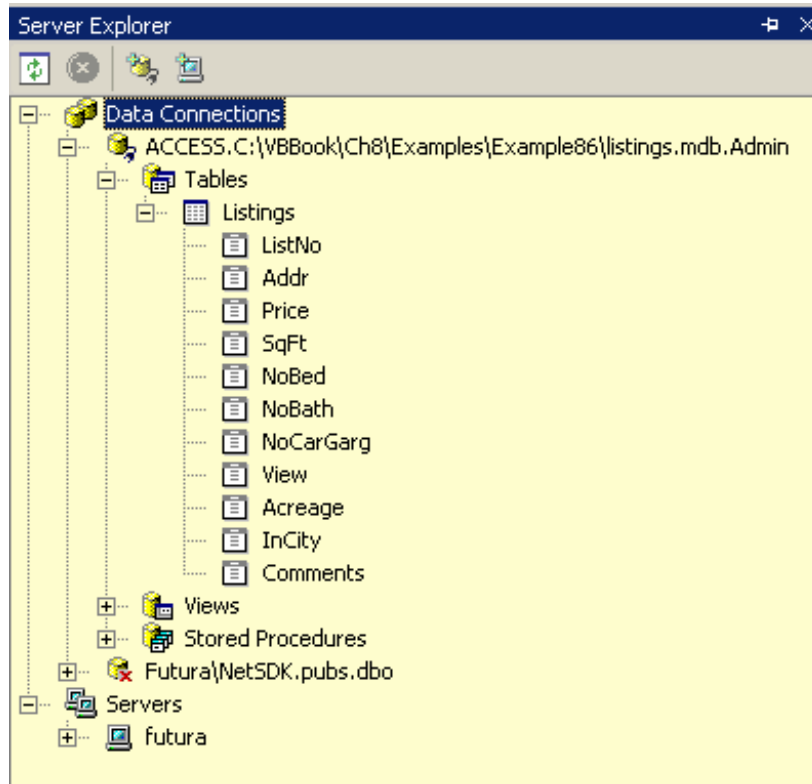 Server Explorer
Data Connections
ACCESS.C:\VBBook\Ch8\Examples\Example86\listings.mdb.Admin
Tables
Listings
ListNo
Addr
Price
SqFt
NoBed
NoBath
NoCarGarg
View
Acreage
InCity
Comments
Views
Stored Procedures
Futura\NetSDK.pubs.dbo
Servers
futura